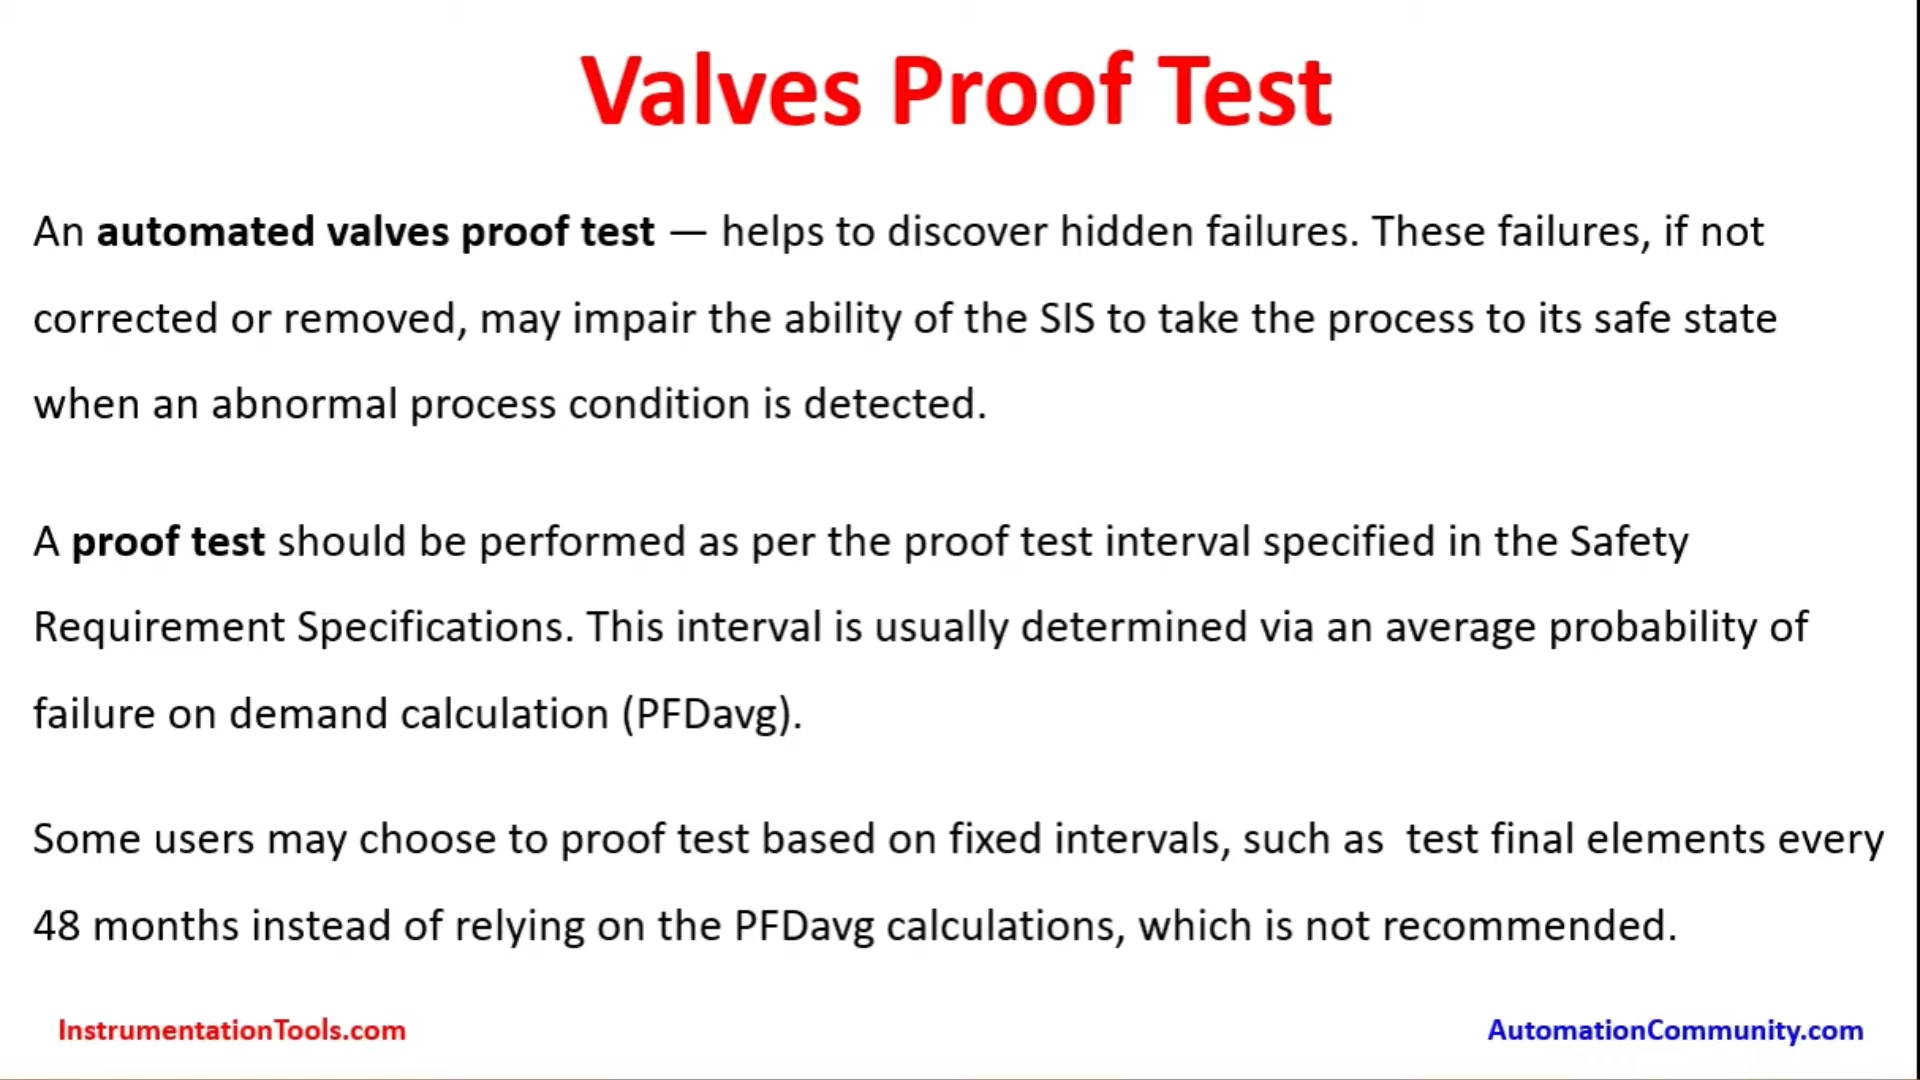 Valves Proof Test
An automated valves proof test — helps to discover hidden failures. These failures, if not
corrected or removed, may impair the ability of the SIS to take the process to its safe state
when an abnormal process condition is detected.
A proof test should be performed as per the proof test interval specified in the Safety
Requirement Specifications. This interval is usually determined via an average probability of
failure on demand calculation (PFDavg).
Some users may choose to proof test based on fixed intervals, such as  test final elements every
48 months instead of relying on the PFDavg calculations, which is not recommended.
InstrumentationTools.com
AutomationCommunity.com